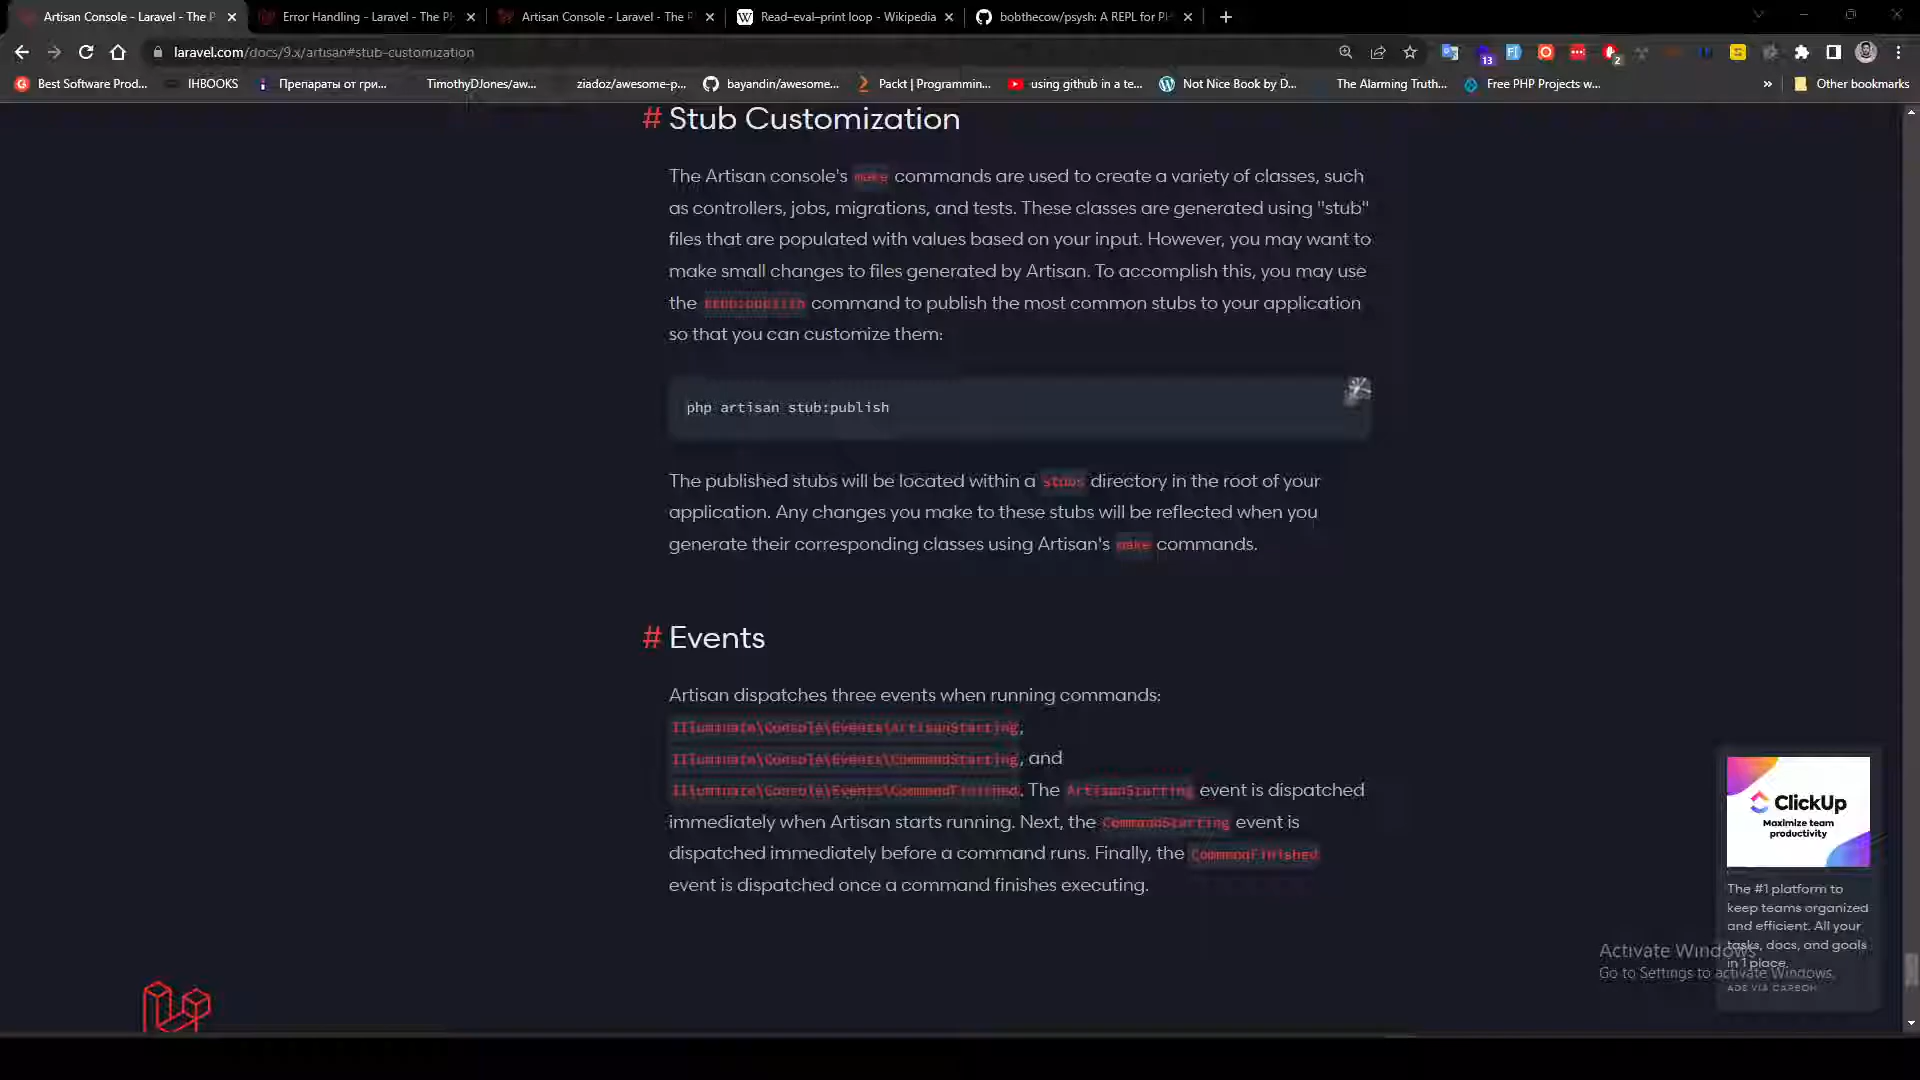 Artisan Console - Laravel - The P
Error Handling - Laravel - The PH
Artisan Console - Laravel - The P
Read–eval–print loop - Wikipedia
bobthecow/psysh: A REPL for PH
laravel.com/docs/9.x/artisan#stub-customization
13
2
Best Software Prod...
IHBOOKS
Препараты от гри...
TimothyDJones/aw...
ziadoz/awesome-p...
bayandin/awesome...
Packt | Programmin...
using github in a te...
Not Nice Book by D...
The Alarming Truth...
Free PHP Projects w...
»
Other bookmarks
# Stub Customization
The Artisan console's make commands are used to create a variety of classes, such
as controllers, jobs, migrations, and tests. These classes are generated using "stub"
files that are populated with values based on your input. However, you may want to
make small changes to files generated by Artisan. To accomplish this, you may use
the stub:publish command to publish the most common stubs to your application
so that you can customize them:
php artisan stub:publish
The published stubs will be located within a stubs directory in the root of your
application. Any changes you make to these stubs will be reflected when you
generate their corresponding classes using Artisan's make commands.
# Events
Artisan dispatches three events when running commands:
Illuminate\Console\Events\ArtisanStarting,
Illuminate\Console\Events\CommandStarting, and
Illuminate\Console\Events\CommandFinished. The ArtisanStarting event is dispatched
immediately when Artisan starts running. Next, the CommandStarting event is
dispatched immediately before a command runs. Finally, the CommandFinished
event is dispatched once a command finishes executing.
ClickUp
Maximize team
productivity
The #1 platform to
keep teams organized
and efficient. All your
tasks, docs, and goals
in 1 place.
ADS VIA CARBON
Activate Windows
Go to Settings to activate Windows.